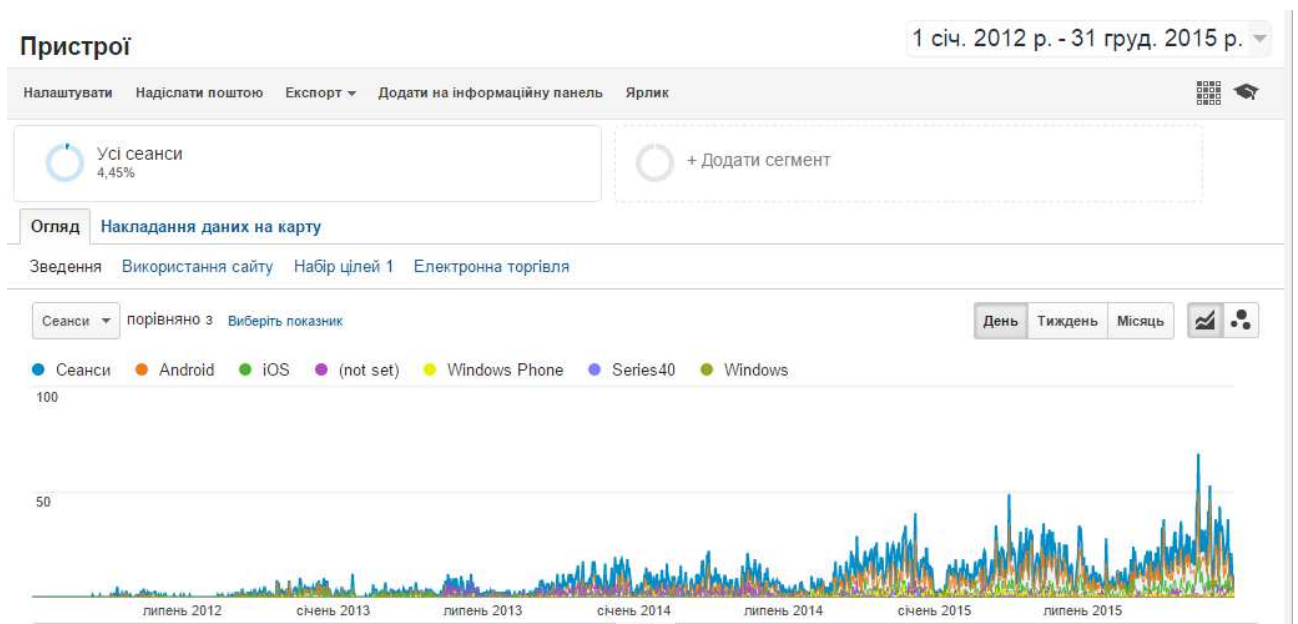 Пристрої
1 січ. 2012 р. - 31 груд. 2015 р.
Налаштувати Надіслати поштою Експорт Додати на інформаційну панель Ярлик
Усі сеанси
4,45%
+ Додати сегмент
Огляд Накладання даних на карту
Зведення Використання сайту Набір цілей 1 Електронна торгівля
Сеанси порівняно з Виберіть показник День Тиждень Місяць
Сеанси Android iOS (not set) Windows Phone Series40 Windows
100
50
липень 2012 січень 2013 липень 2013 січень 2014 липень 2014 січень 2015 липень 2015